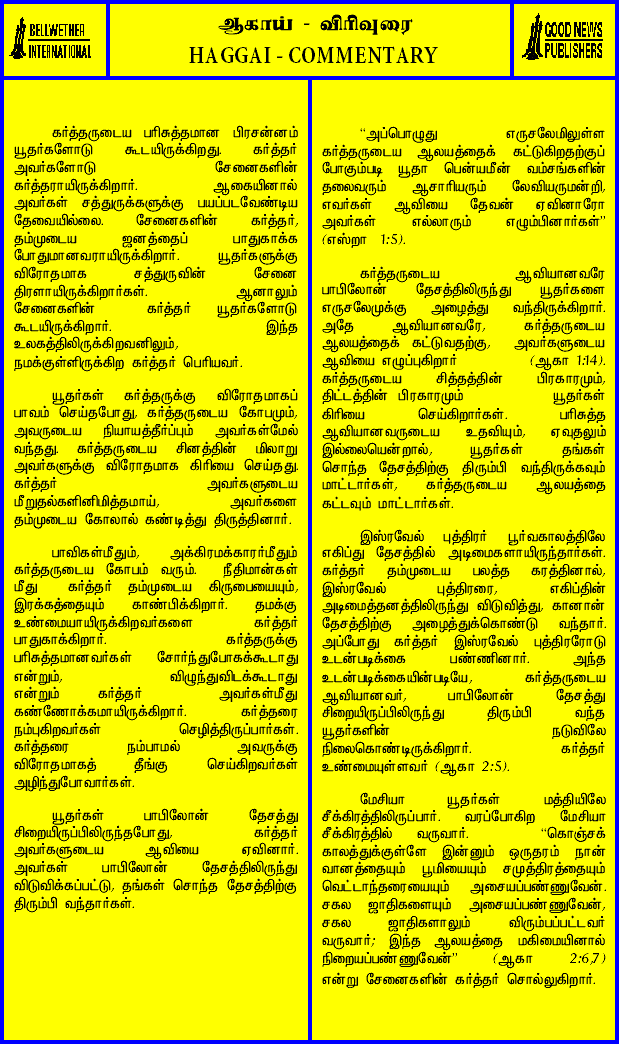 BELLWETHER
INTERNATIONAL
ஆகாய் - விரிவுரை
HAGGAI - COMMENTARY
GOOD NEWS
PUBLISHERS
கர்த்தருடைய பரிசுத்தமான பிரசன்னம்
யூதர்களோடு கூடயிருக்கிறது. கர்த்தர்
அவர்களோடு சேனைகளின்
கர்த்தராயிருக்கிறார். ஆகையினால்
அவர்கள் சத்துருக்களுக்கு பயப்படவேண்டிய
தேவையில்லை. சேனைகளின் கர்த்தர்,
தம்முடைய ஜனத்தைப் பாதுகாக்க
போதுமானவராயிருக்கிறார். யூதர்களுக்கு
விரோதமாக சத்துருவின் சேனை
திரளாயிருக்கிறார்கள். ஆனாலும்
சேனைகளின் கர்த்தர் யூதர்களோடு
கூடயிருக்கிறார். இந்த
உலகத்திலிருக்கிறவனிலும்,
நமக்குள்ளிருக்கிற கர்த்தர் பெரியவர்.
யூதர்கள் கர்த்தருக்கு விரோதமாகப்
பாவம் செய்தபோது, கர்த்தருடைய கோபமும்,
அவருடைய நியாயத்தீர்ப்பும் அவர்கள்மேல்
வந்தது. கர்த்தருடைய சினத்தின் மிலாறு
அவர்களுக்கு விரோதமாக கிரியை செய்தது.
கர்த்தர் அவர்களுடைய
மீறுதல்களினிமித்தமாய், அவர்களை
தம்முடைய கோலால் கண்டித்து திருத்தினார்.
பாவிகள்மீதும், அக்கிரமக்காரர்மீதும்
கர்த்தருடைய கோபம் வரும். நீதிமான்கள்
மீது கர்த்தர் தம்முடைய கிருபையையும்,
இரக்கத்தையும் காண்பிக்கிறார். தமக்கு
உண்மையாயிருக்கிறவர்களை கர்த்தர்
பாதுகாக்கிறார். கர்த்தருக்கு
பரிசுத்தமானவர்கள் சோர்ந்துபோகக்கூடாது
என்றும், விழுந்துவிடக்கூடாது
என்றும் கர்த்தர் அவர்கள்மீது
கண்ணோக்கமாயிருக்கிறார். கர்த்தரை
நம்புகிறவர்கள் செழித்திருப்பார்கள்.
கர்த்தரை நம்பாமல் அவருக்கு
விரோதமாகத் தீங்கு செய்கிறவர்கள்
அழிந்துபோவார்கள்.
யூதர்கள் பாபிலோன் தேசத்து
சிறையிருப்பிலிருந்தபோது, கர்த்தர்
அவர்களுடைய ஆவியை ஏவினார்.
அவர்கள் பாபிலோன் தேசத்திலிருந்து
விடுவிக்கப்பட்டு, தங்கள் சொந்த தேசத்திற்கு
திரும்பி வந்தார்கள்.
"அப்பொழுது எருசலேமிலுள்ள
கர்த்தருடைய ஆலயத்தைக் கட்டுகிறதற்குப்
போகும்படி யூதா பென்யமீன் வம்சங்களின்
தலைவரும் ஆசாரியரும் லேவியருமன்றி,
எவர்கள் ஆவியை தேவன் ஏவினாரோ
அவர்கள் எல்லாரும் எழும்பினார்கள்"
(எஸ்றா 1:5).
கர்த்தருடைய ஆவியானவரே
பாபிலோன் தேசத்திலிருந்து யூதர்களை
எருசலேமுக்கு அழைத்து வந்திருக்கிறார்.
அதே ஆவியானவரே, கர்த்தருடைய
ஆலயத்தைக் கட்டுவதற்கு, அவர்களுடைய
ஆவியை எழுப்புகிறார் (ஆகா 1:14).
கர்த்தருடைய சித்தத்தின் பிரகாரமும்,
திட்டத்தின் பிரகாரமும் யூதர்கள்
கிரியை செய்கிறார்கள். பரிசுத்த
ஆவியானவருடைய உதவியும், ஏவுதலும்
இல்லையென்றால், யூதர்கள் தங்கள்
சொந்த தேசத்திற்கு திரும்பி வந்திருக்கவும்
மாட்டார்கள், கர்த்தருடைய ஆலயத்தை
கட்டவும் மாட்டார்கள்.
இஸ்ரவேல் புத்திரர் பூர்வகாலத்திலே
எகிப்து தேசத்தில் அடிமைகளாயிருந்தார்கள்.
கர்த்தர் தம்முடைய பலத்த கரத்தினால்,
இஸ்ரவேல் புத்திரரை, எகிப்தின்
அடிமைத்தனத்திலிருந்து விடுவித்து, கானான்
தேசத்திற்கு அழைத்துக்கொண்டு வந்தார்.
அப்போது கர்த்தர் இஸ்ரவேல் புத்திரரோடு
உடன்படிக்கை பண்ணினார். அந்த
உடன்படிக்கையின்படியே, கர்த்தருடைய
ஆவியானவர், பாபிலோன் தேசத்து
சிறையிருப்பிலிருந்து திரும்பி வந்த
யூதர்களின் நடுவிலே
நிலைகொண்டிருக்கிறார். கர்த்தர்
உண்மையுள்ளவர் (ஆகா 2:5).
மேசியா யூதர்கள் மத்தியிலே
சீக்கிரத்திலிருப்பார். வரப்போகிற மேசியா
சீக்கிரத்தில் வருவார். "கொஞ்சக்
காலத்துக்குள்ளே இன்னும் ஒருதரம் நான்
வானத்தையும் பூமியையும் சமுத்திரத்தையும்
வெட்டாந்தரையையும் அசையப்பண்ணுவேன்.
சகல ஜாதிகளையும் அசையப்பண்ணுவேன்,
சகல ஜாதிகளாலும் விரும்பப்பட்டவர்
வருவார்; இந்த ஆலயத்தை மகிமையினால்
நிறையப்பண்ணுவேன்" (ஆகா 2:6,7)
என்று சேனைகளின் கர்த்தர் சொல்லுகிறார்.